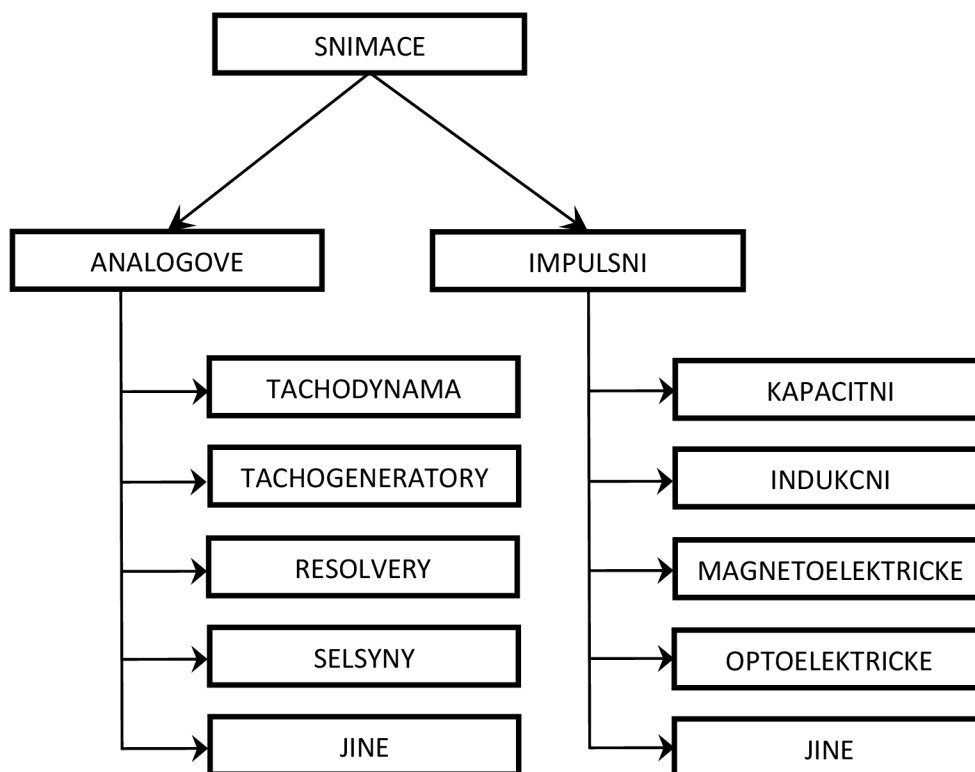 SNIMACE
ANALOGOVE
IMPULSNI
TACHODYNAMA
TACHOGENERATORY
RESOLVERY
SELSYNY
JINE
KAPACITNI
INDUKCNI
MAGNETOELEKTRICKE
OPTOELEKTRICKE
JINE